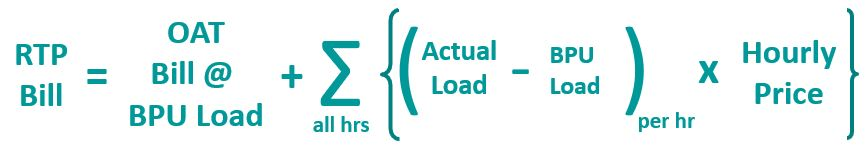 RTP Bill = OAT Bill @ BPU Load + ∑ all hrs { ( Actual Load - BPU Load ) per hr x Hourly Price }